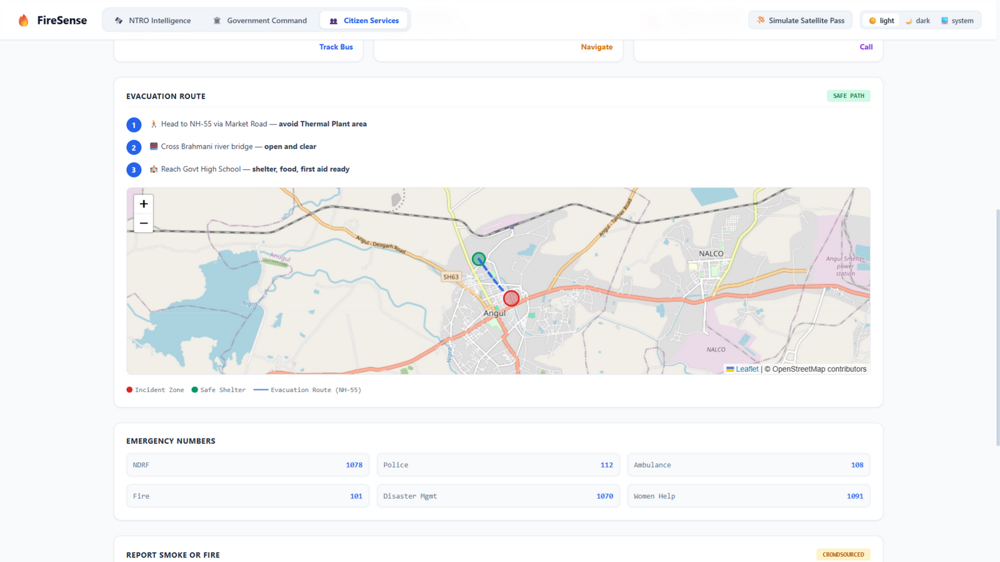 FireSense
NTRO Intelligence
Government Command
Citizen Services
Simulate Satellite Pass
light
dark
system
Track Bus
Navigate
Call
EVACUATION ROUTE
SAFE PATH
1 Head to NH-55 via Market Road — avoid Thermal Plant area
2 Cross Brahmani river bridge — open and clear
3 Reach Govt High School — shelter, food, first aid ready
+
−
Angul - Talcher Road
Angul - Deogarh Road
Anugul
NALCO
Angul Smelter
power
station
SH63
Nigra
Angul
NALCO
Nigra
Leaflet | © OpenStreetMap contributors
Incident Zone
Safe Shelter
Evacuation Route (NH-55)
EMERGENCY NUMBERS
NDRF 1078
Police 112
Ambulance 108
Fire 101
Disaster Mgmt 1070
Women Help 1091
REPORT SMOKE OR FIRE
CROWDSOURCED